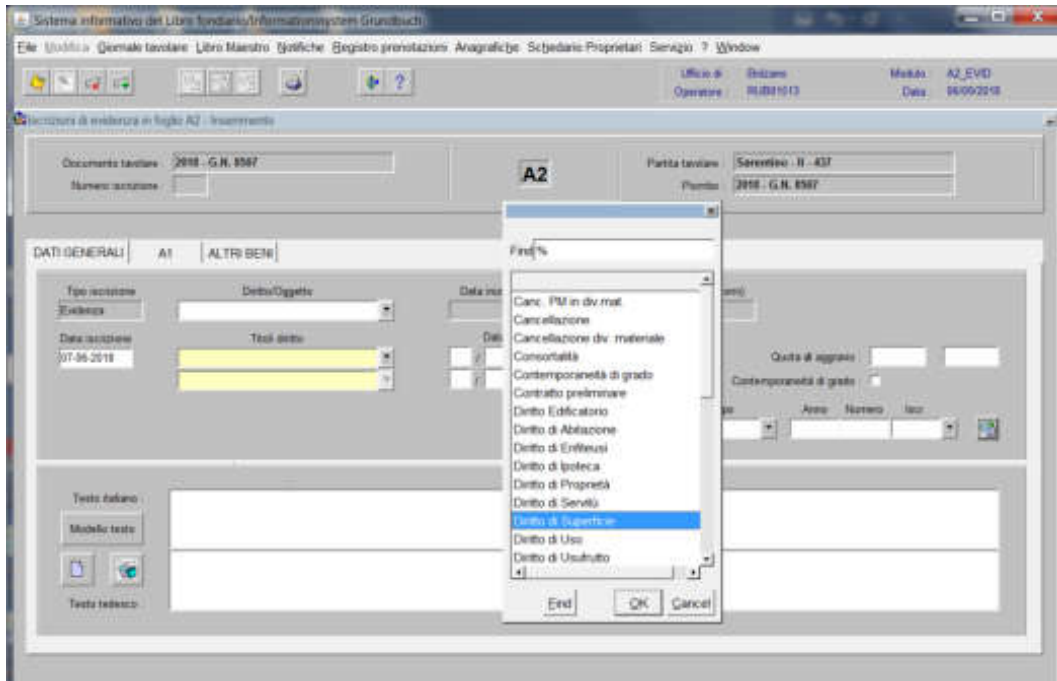 Sistema informativo del Libro fondiario/Informationsystem Grundbuch
File Modifica Giornale tavolare Libro Maestro Notifiche Registro prenotazioni Anagrafiche Schedario Proprietari Servizio ? Window
Ufficio di Bolzano Modulo A2_EVID
Operatore Data 06/09/2018
Iscrizioni di evidenza in foglio A2 - Inserimento
Documento tavolare 2018 - G.N. 8507 A2 Partita tavolare Sarentino - II - 437
Numero iscrizione Piombo 2018 - G.N. 8507
Find %
DATI GENERALI A1 ALTRI BENI
Tipo iscrizione Diritto/Oggetto
Evidenza
Data iscrizione Titoli diritto Data
07-06-2018 / Quota di aggravio
/ Contemporaneità di grado
Anno Numero Iscr
Canc. PM in div.mat.
Cancellazione
Cancellazione div. materiale
Consortalità
Contemporaneità di grado
Contratto preliminare
Diritto Edificatorio
Diritto di Abitazione
Diritto di Enfiteusi
Diritto di Ipoteca
Diritto di Proprietà
Diritto di Servitù
Diritto di Superficie
Diritto di Uso
Diritto di Usufrutto
Find OK Cancel
Testo italiano
Modello testo
Testo tedesco